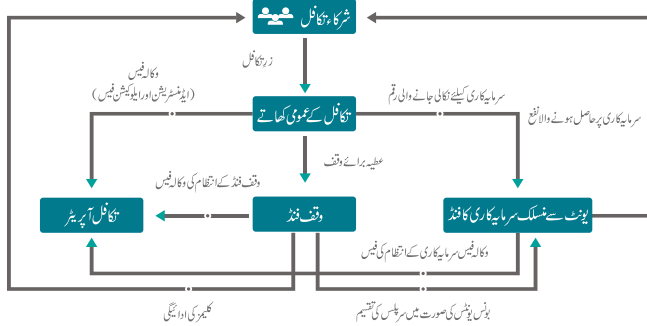 شرکاء تکافل
زرِ تکافل
وکالہ فیس
(ایڈمنسٹریشن اور ایلوکیشن فیس)
تکافل کے عمومی کھاتے
سرمایہ کاری کیلئے نکالی جانے والی رقم
سرمایہ کاری پر حاصل ہونے والا نفع
عطیہ برائے وقف
وقف فنڈ کے انتظام کی وکالہ فیس
تکافل آپریٹر
وقف فنڈ
یونٹ سے منسلک سرمایہ کاری کا فنڈ
وکالہ فیس سرمایہ کاری کے انتظام کی فیس
کلیمز کی ادائیگی
بونس یونٹس کی صورت میں سرپلس کی تقسیم